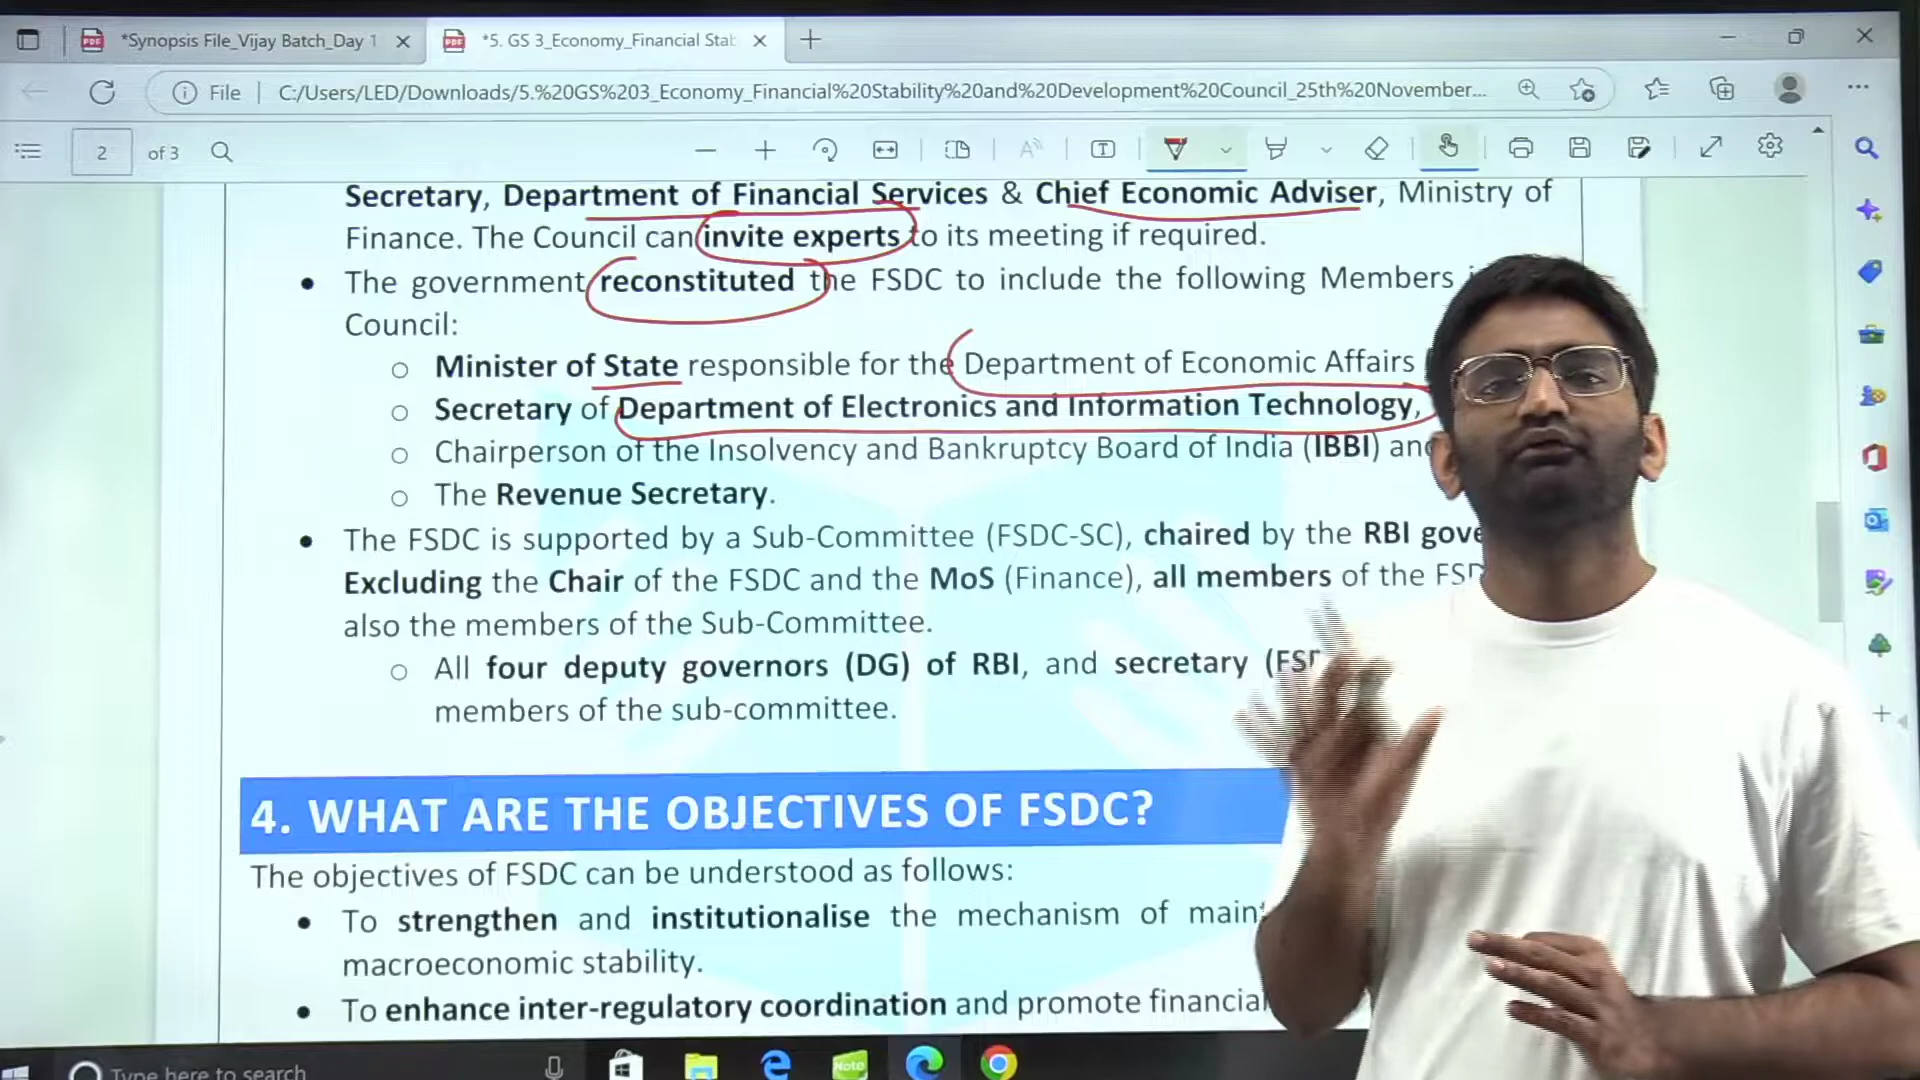 *Synopsis File_Vijay Batch_Day 1
*5. GS 3_Economy_Financial Stab
File
C:/Users/LED/Downloads/5.%20GS%203_Economy_Financial%20Stability%20and%20Development%20Council_25th%20November...
2 of 3
Secretary, Department of Financial Services & Chief Economic Adviser, Ministry of
Finance. The Council can invite experts to its meeting if required.
• The government reconstituted the FSDC to include the following Members
Council:
o Minister of State responsible for the Department of Economic Affairs
o Secretary of Department of Electronics and Information Technology,
o Chairperson of the Insolvency and Bankruptcy Board of India (IBBI)
o The Revenue Secretary.
• The FSDC is supported by a Sub-Committee (FSDC-SC), chaired by the RBI
Excluding the Chair of the FSDC and the MoS (Finance), all members of the
also the members of the Sub-Committee.
o All four deputy governors (DG) of RBI, and secretary
members of the sub-committee.
4. WHAT ARE THE OBJECTIVES OF FSDC?
The objectives of FSDC can be understood as follows:
• To strengthen and institutionalise the mechanism of
macroeconomic stability.
• To enhance inter-regulatory coordination and promote financial
Type here to search
Note